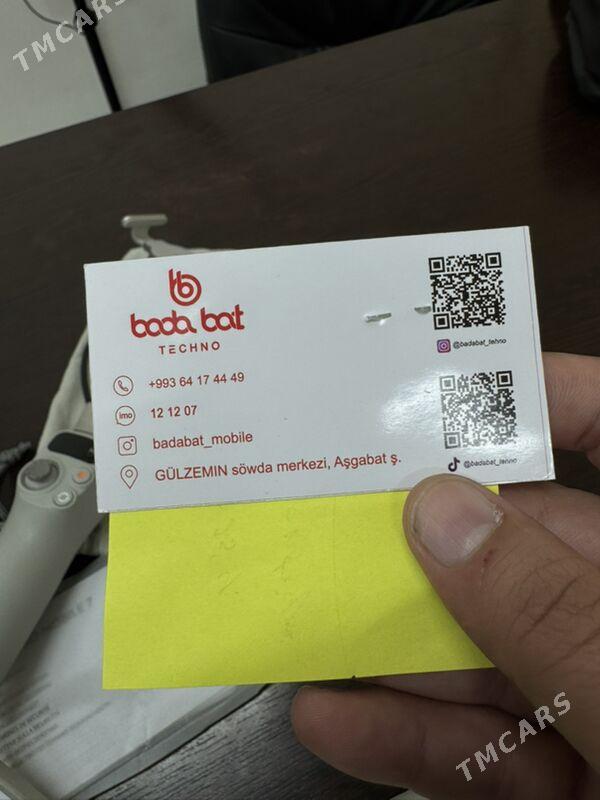 TMCARS
bada bat
TECHNO
+993 64 17 44 49
imo
12 12 07
badabat_mobile
GÜLZEMIN söwda merkezi, Aşgabat ş.
@badabat_tehno
@badabat_tehno
TMCARS